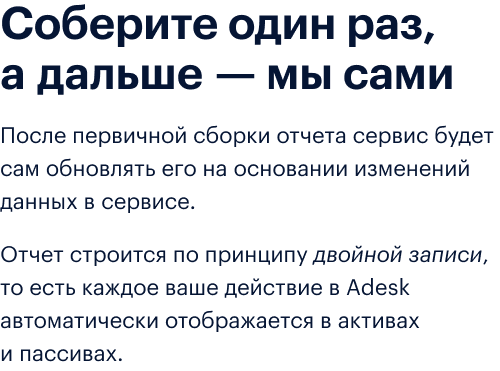 Соберите один раз,
а дальше — мы сами
После первичной сборки отчета сервис будет
сам обновлять его на основании изменений
данных в сервисе.
Отчет строится по принципу двойной записи,
то есть каждое ваше действие в Adesk
автоматически отображается в активах
и пассивах.